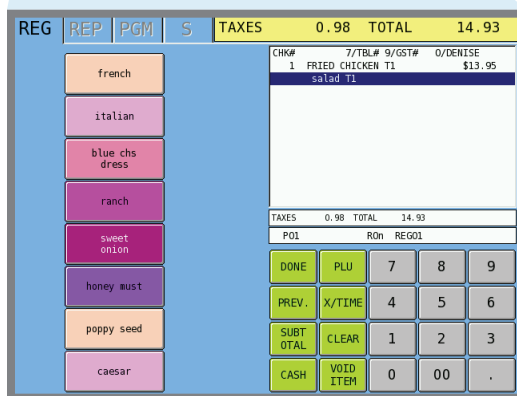 REG REP PGM S TAXES 0.98 TOTAL 14.93
CHK# 7/TBL# 9/GST# 0/DENISE
1 FRIED CHICKEN T1 $13.95
salad T1
french
italian
blue chs
dress
ranch
sweet
onion
honey must
poppy seed
caesar
TAXES 0.98 TOTAL 14.93
PO1 ROn REG01
DONE PLU 7 8 9
PREV. X/TIME 4 5 6
SUBT
OTAL CLEAR 1 2 3
CASH VOID
ITEM 0 00 .